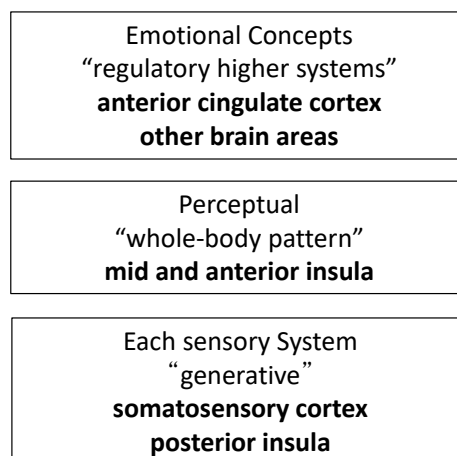 Emotional Concepts
“regulatory higher systems”
anterior cingulate cortex
other brain areas
Perceptual
“whole-body pattern”
mid and anterior insula
Each sensory System
“generative”
somatosensory cortex
posterior insula